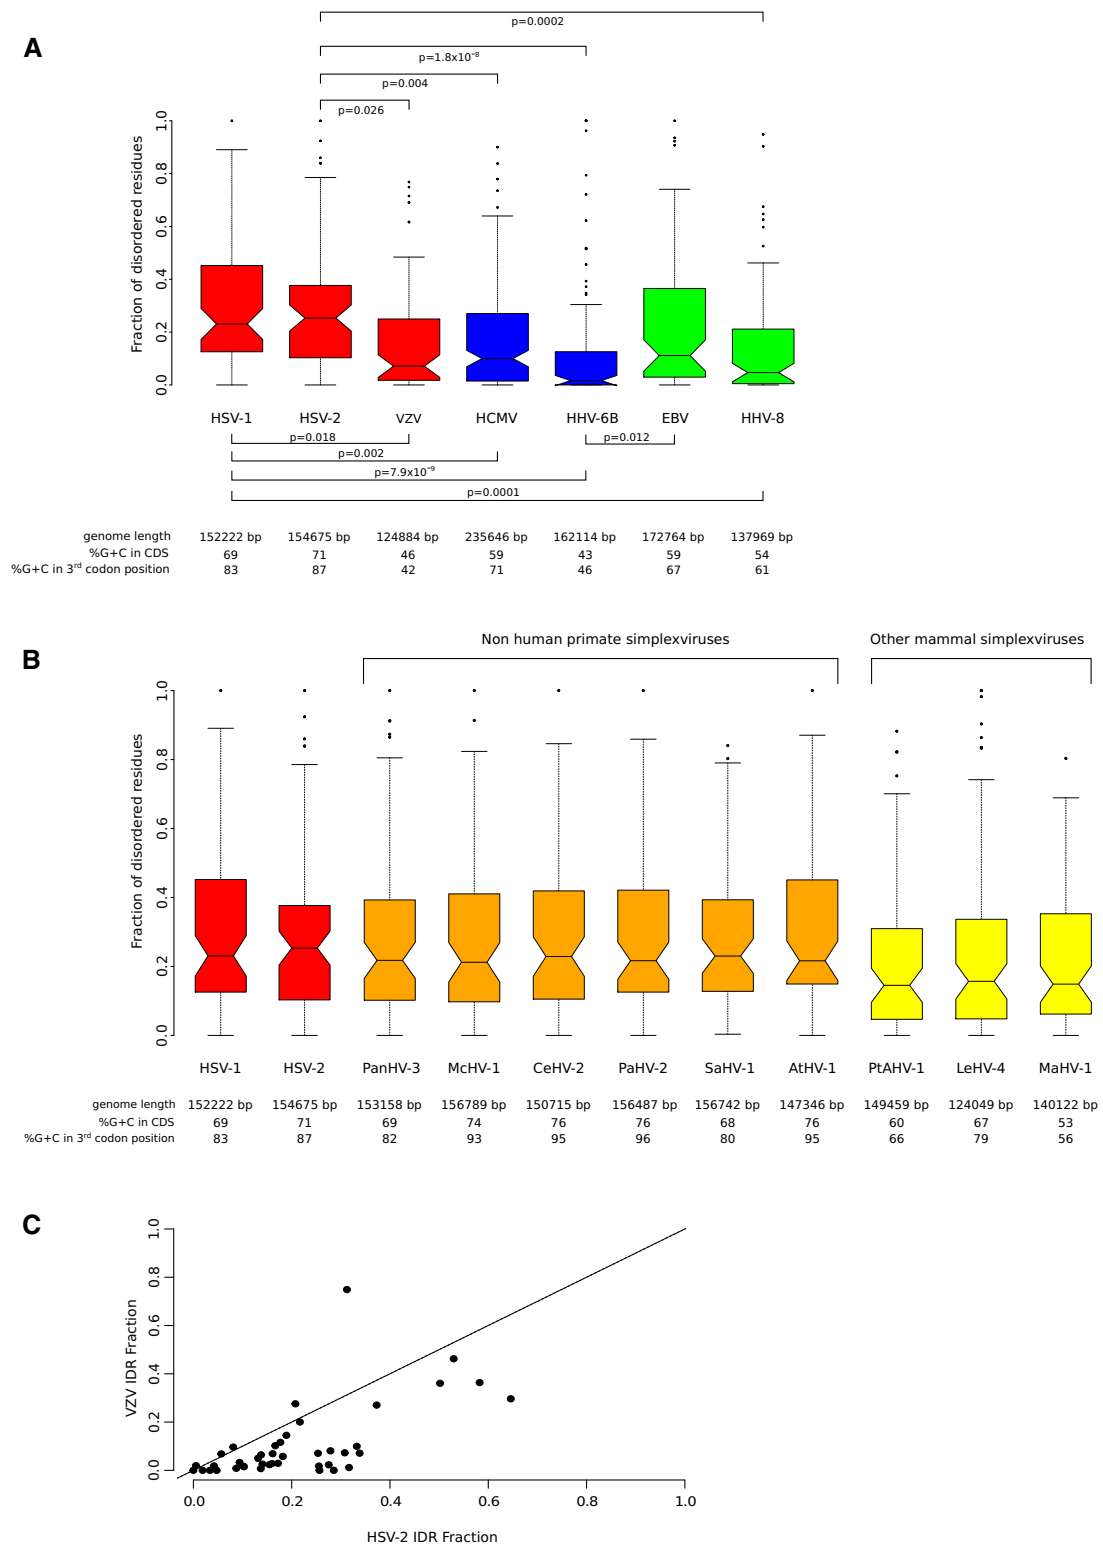 A
p=0.0002
p=1.8x10⁻⁸
p=0.004
p=0.026
Fraction of disordered residues
1.0
0.8
0.6
0.4
0.2
0.0
HSV-1 HSV-2 VZV HCMV HHV-6B EBV HHV-8
p=0.018 p=0.012
p=0.002
p=7.9x10⁻⁹
p=0.0001
genome length 152222 bp 154675 bp 124884 bp 235646 bp 162114 bp 172764 bp 137969 bp
%G+C in CDS 69 71 46 59 43 59 54
%G+C in 3rd codon position 83 87 42 71 46 67 61
B
Non human primate simplexviruses Other mammal simplexviruses
Fraction of disordered residues
1.0
0.8
0.6
0.4
0.2
0.0
HSV-1 HSV-2 PanHV-3 McHV-1 CeHV-2 PaHV-2 SaHV-1 AtHV-1 PtAHV-1 LeHV-4 MaHV-1
genome length 152222 bp 154675 bp 153158 bp 156789 bp 150715 bp 156487 bp 156742 bp 147346 bp 149459 bp 124049 bp 140122 bp
%G+C in CDS 69 71 69 74 76 76 68 76 60 67 53
%G+C in 3rd codon position 83 87 82 93 95 96 80 95 66 79 56
C
VZV IDR Fraction
1.0
0.8
0.6
0.4
0.2
0.0
0.0 0.2 0.4 0.6 0.8 1.0
HSV-2 IDR Fraction